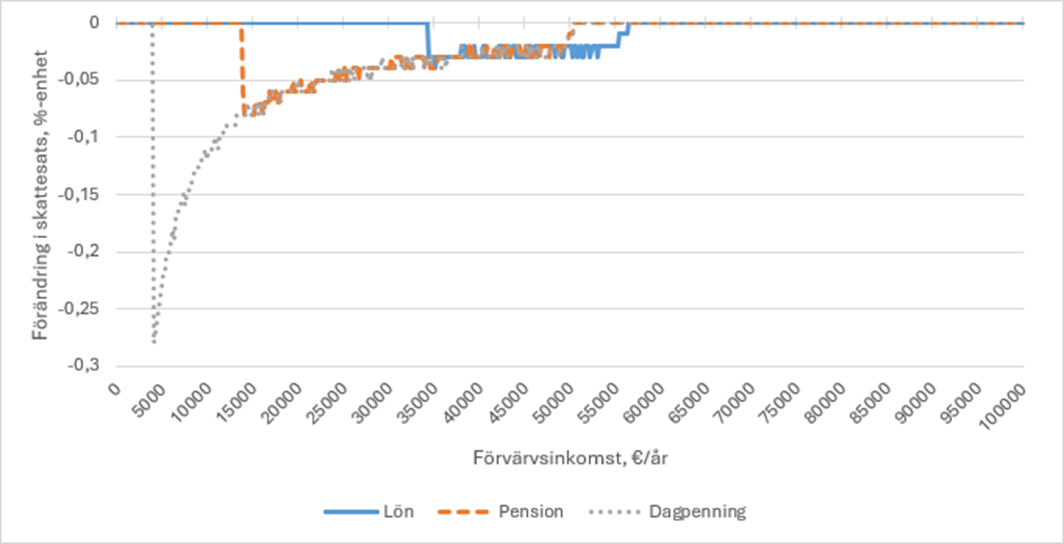 Förändring i skattesats, %-enhet
0
-0,05
-0,1
-0,15
-0,2
-0,25
-0,3
0 5000 10000 15000 20000 25000 30000 35000 40000 45000 50000 55000 60000 65000 70000 75000 80000 85000 90000 95000 100000
Förvärvsinkomst, €/år
Lön Pension Dagpenning